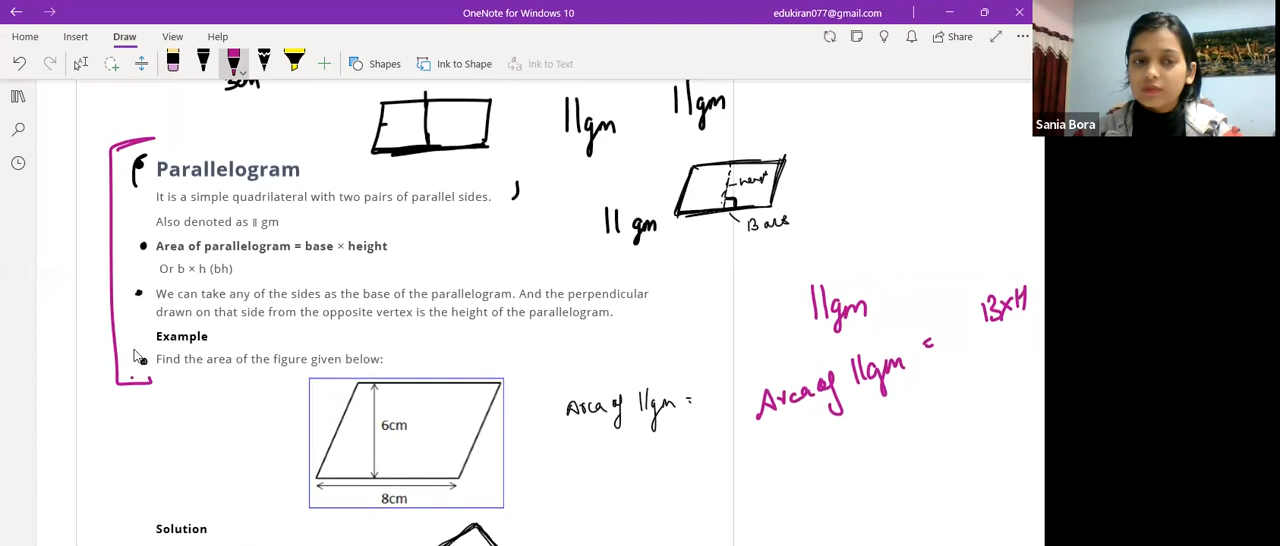 OneNote for Windows 10
edukiran077@gmail.com
Home Insert Draw View Help
Share
Shapes Ink to Shape Ink to Text
Sania Bora
||gm
||gm
Parallelogram
It is a simple quadrilateral with two pairs of parallel sides.
Also denoted as ∥ gm
||gm
Area of parallelogram = base × height
Or b × h (bh)
We can take any of the sides as the base of the parallelogram. And the perpendicular
drawn on that side from the opposite vertex is the height of the parallelogram.
||gm
B×H
Example
Find the area of the figure given below:
Area of ||gm =
6cm
Area of ||gm =
8cm
Solution